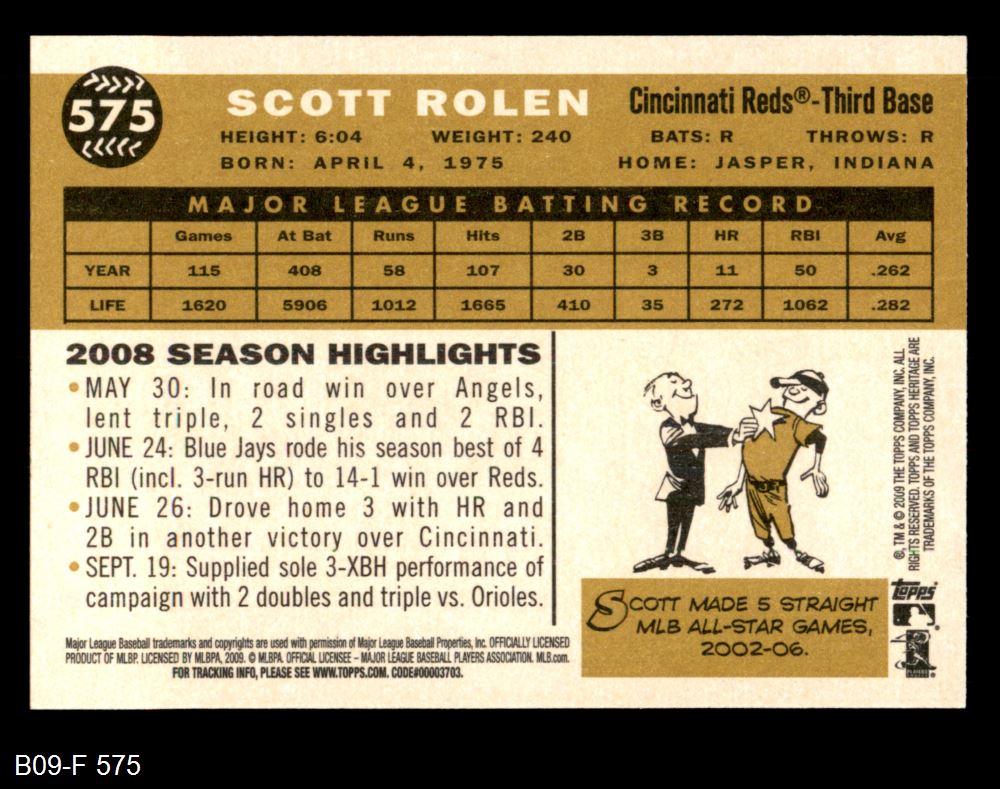 575
SCOTT ROLEN
Cincinnati Reds®-Third Base
HEIGHT: 6:04 WEIGHT: 240 BATS: R THROWS: R
BORN: APRIL 4, 1975 HOME: JASPER, INDIANA
MAJOR LEAGUE BATTING RECORD
Games At Bat Runs Hits 2B 3B HR RBI Avg
YEAR 115 408 58 107 30 3 11 50 .262
LIFE 1620 5906 1012 1665 410 35 272 1062 .282
2008 SEASON HIGHLIGHTS
• MAY 30: In road win over Angels,
lent triple, 2 singles and 2 RBI.
• JUNE 24: Blue Jays rode his season best of 4
RBI (incl. 3-run HR) to 14-1 win over Reds.
• JUNE 26: Drove home 3 with HR and
2B in another victory over Cincinnati.
• SEPT. 19: Supplied sole 3-XBH performance of
campaign with 2 doubles and triple vs. Orioles.
Major League Baseball trademarks and copyrights are used with permission of Major League Baseball Properties, Inc. OFFICIALLY LICENSED
PRODUCT OF MLBP. LICENSED BY MLBPA, 2009. © MLBPA. OFFICIAL LICENSEE – MAJOR LEAGUE BASEBALL PLAYERS ASSOCIATION. MLB.com.
FOR TRACKING INFO, PLEASE SEE WWW.TOPPS.COM. CODE#00003703.
SCOTT MADE 5 STRAIGHT
MLB ALL-STAR GAMES,
2002-06.
®, TM & © 2009 THE TOPPS COMPANY, INC. ALL
RIGHTS RESERVED. TOPPS AND TOPPS HERITAGE ARE
TRADEMARKS OF THE TOPPS COMPANY, INC.
Topps
B09-F 575